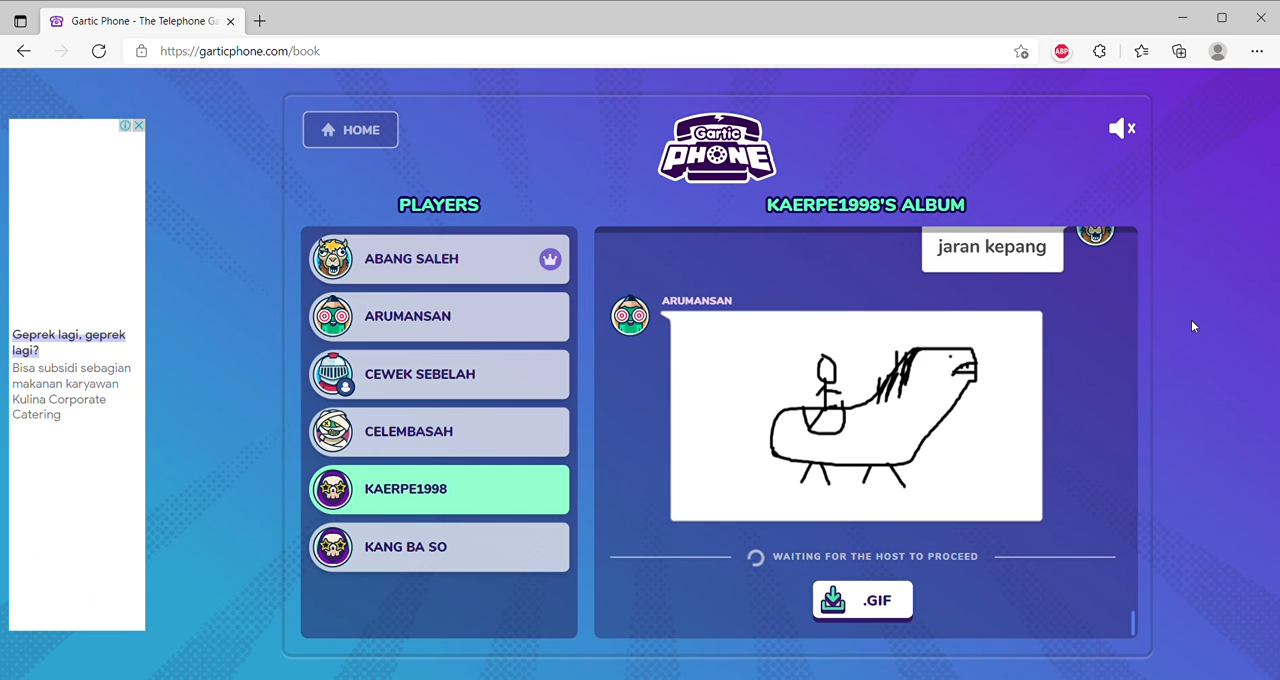 Gartic Phone - The Telephone Ga
https://garticphone.com/book
ABP
Geprek lagi, geprek
lagi?
Bisa subsidi sebagian
makanan karyawan
Kulina Corporate
Catering
HOME
Gartic
PHONE
PLAYERS
ABANG SALEH
ARUMANSAN
CEWEK SEBELAH
CELEMBASAH
KAERPE1998
KANG BA SO
KAERPE1998'S ALBUM
jaran kepang
ARUMANSAN
WAITING FOR THE HOST TO PROCEED
.GIF